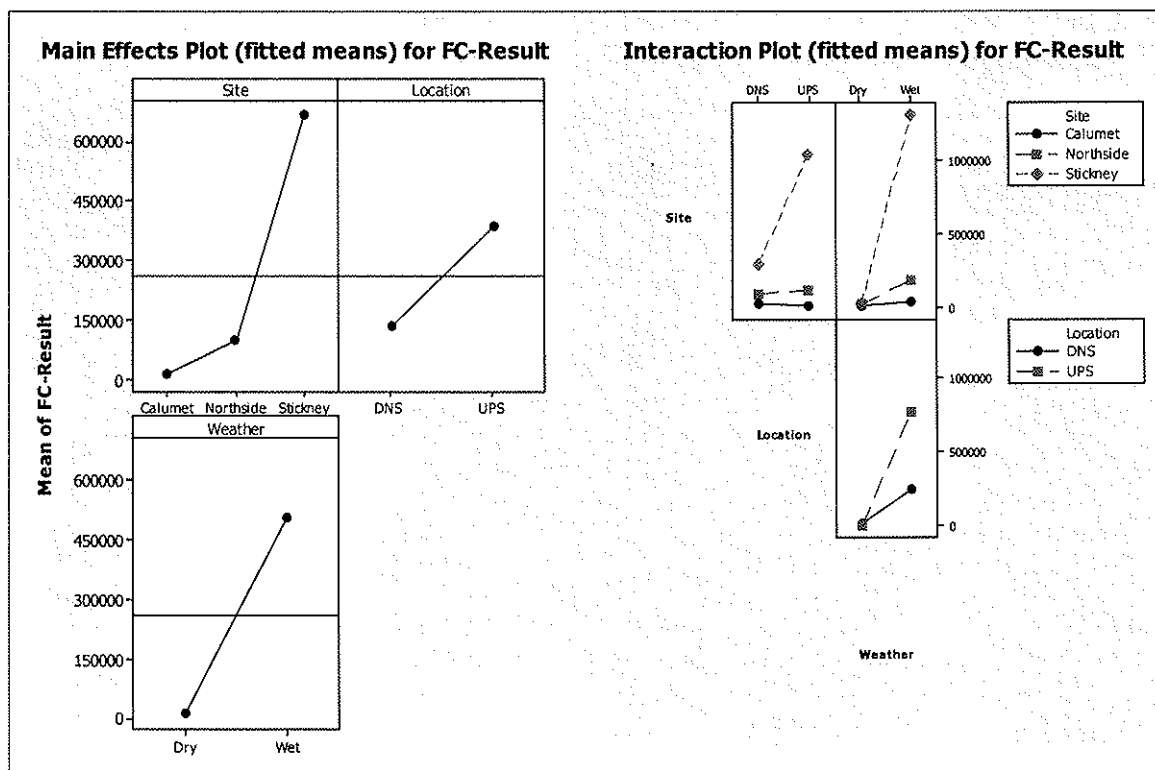 Main Effects Plot (fitted means) for FC-Result
Site
Location
600000
450000
300000
150000
0
Calumet
Northside
Stickney
DNS
UPS
Weather
600000
450000
300000
150000
0
Dry
Wet
Mean of FC-Result
Interaction Plot (fitted means) for FC-Result
DNS
UPS
Dry
Wet
Site
1000000
500000
0
Site
Calumet
Northside
Stickney
Location
1000000
500000
0
Location
DNS
UPS
Weather